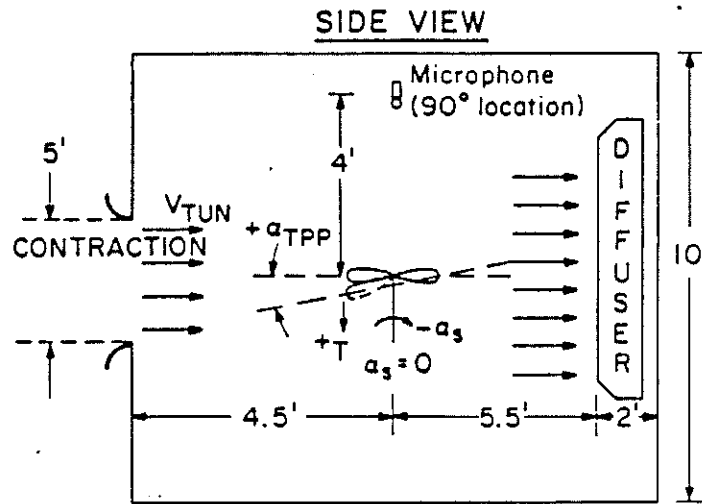 SIDE VIEW
Microphone
(90° location)
5'
4'
V_TUN
+α_TPP
CONTRACTION
DIFFUSER
10
-α_s
+T
α_s = 0
4.5'
5.5'
2'